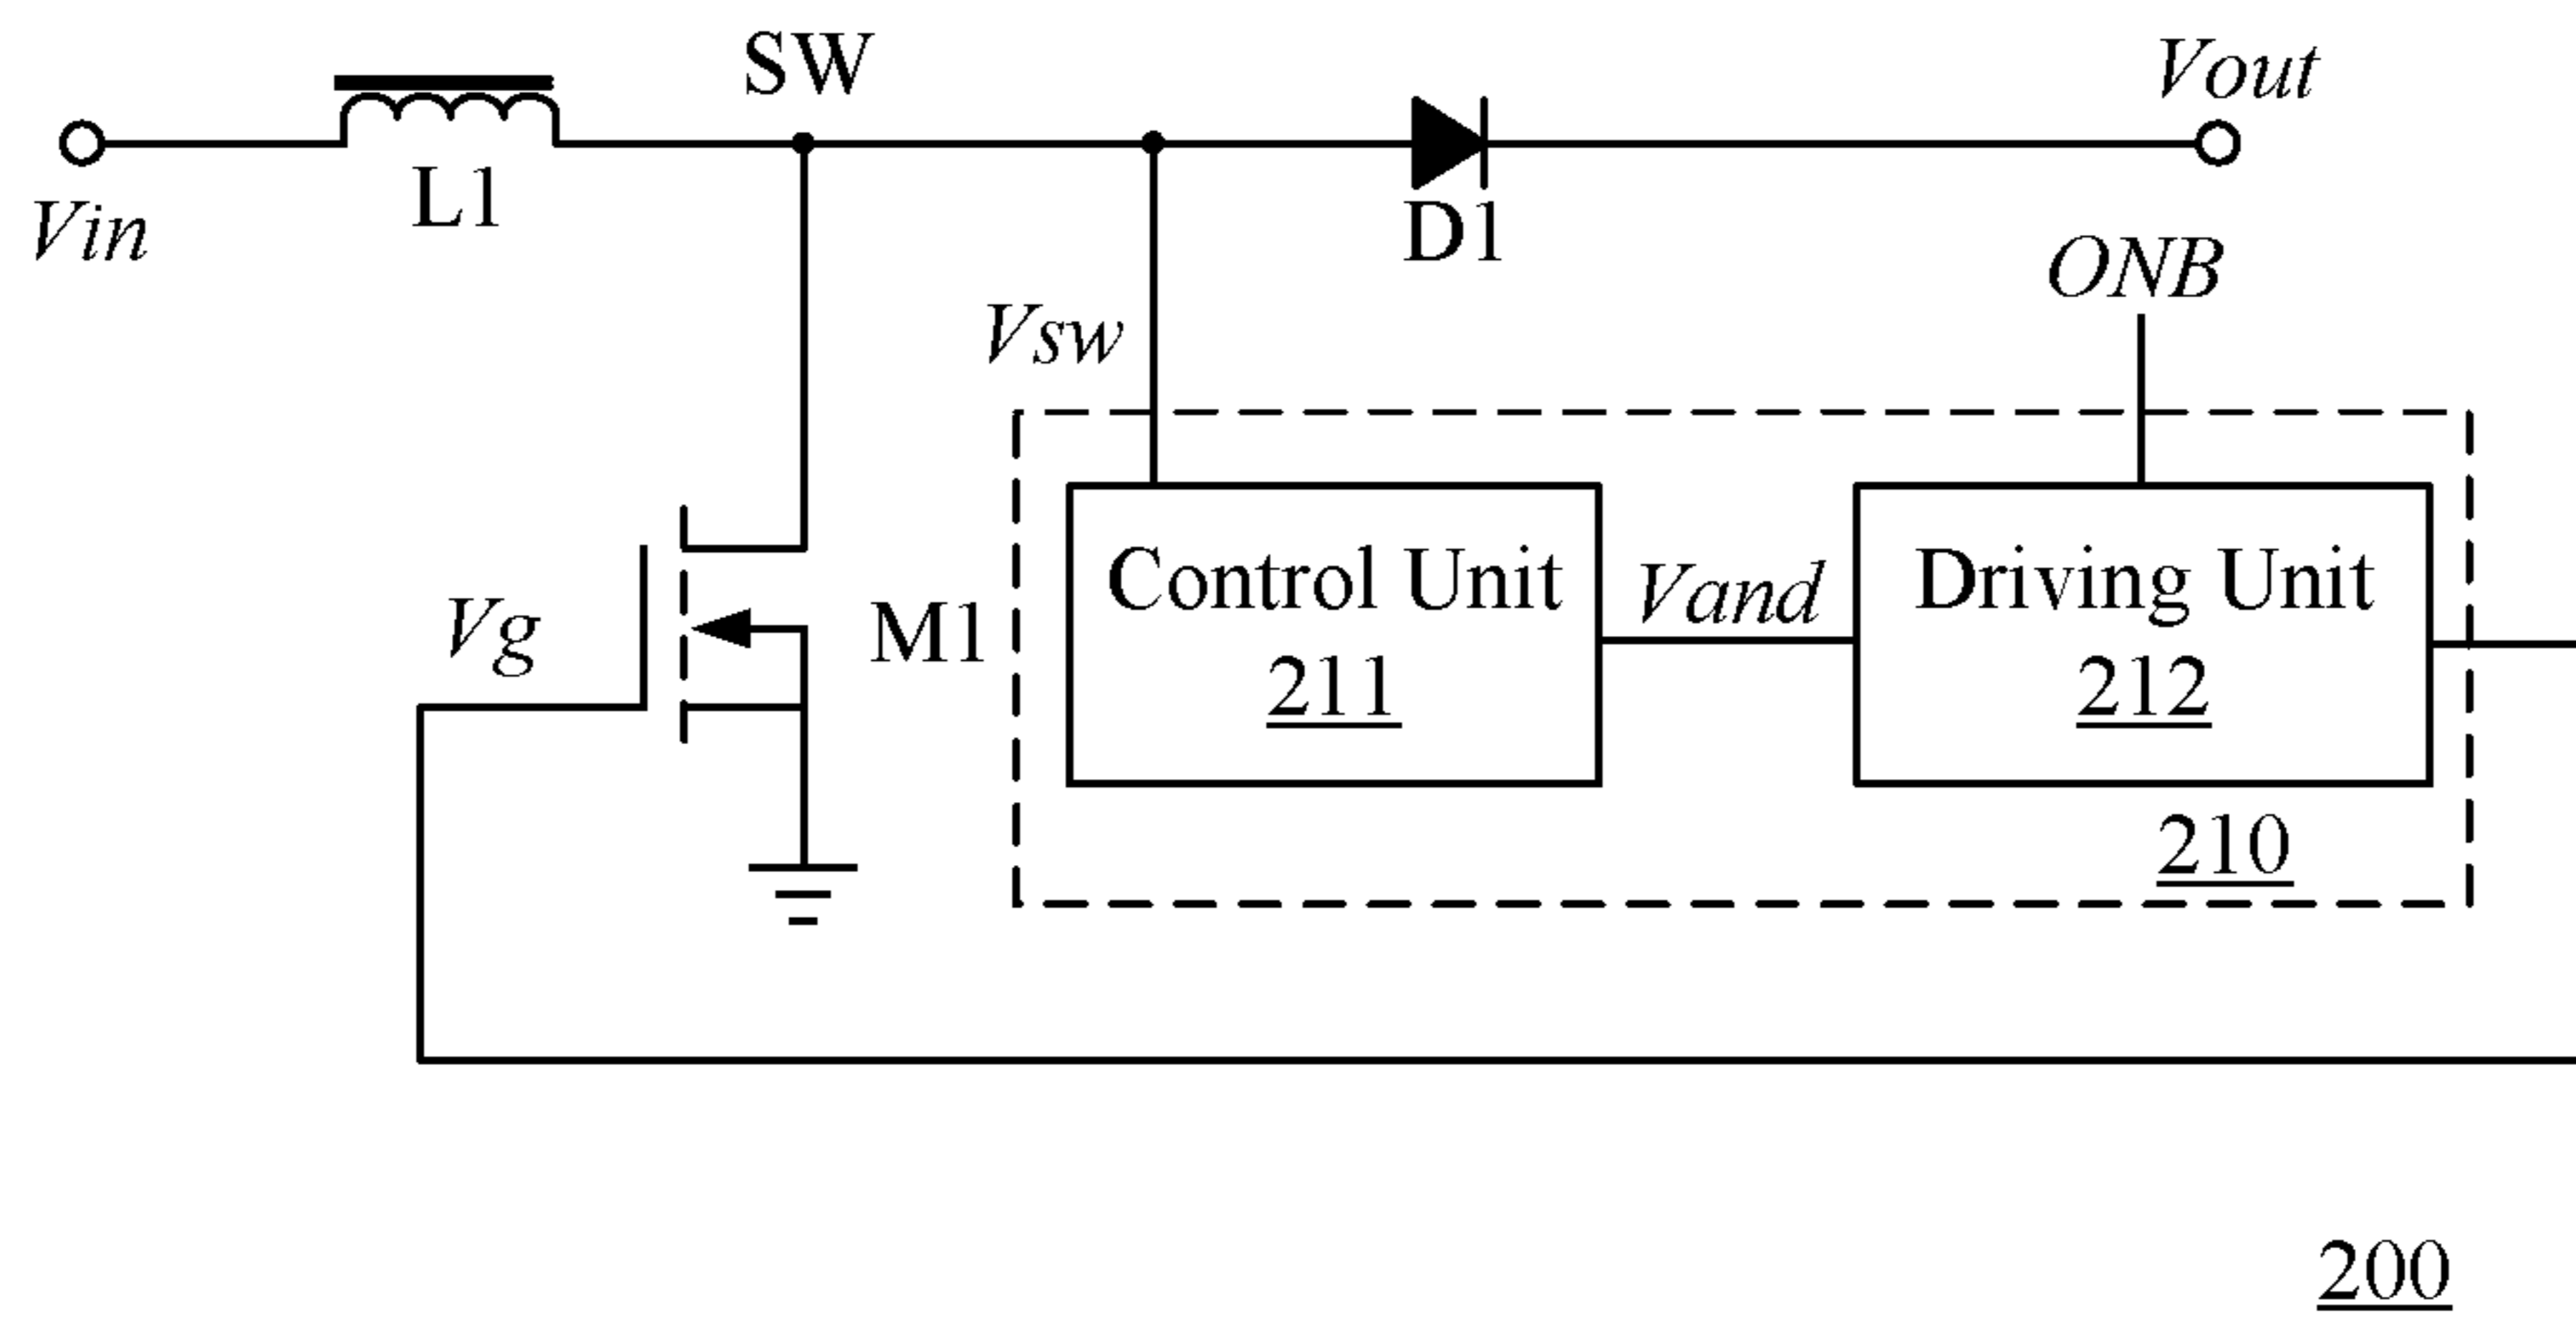 SW
Vout
Vin
L1
D1
ONB
Vsw
Vg
M1
Control Unit
211
Vand
Driving Unit
212
210
200